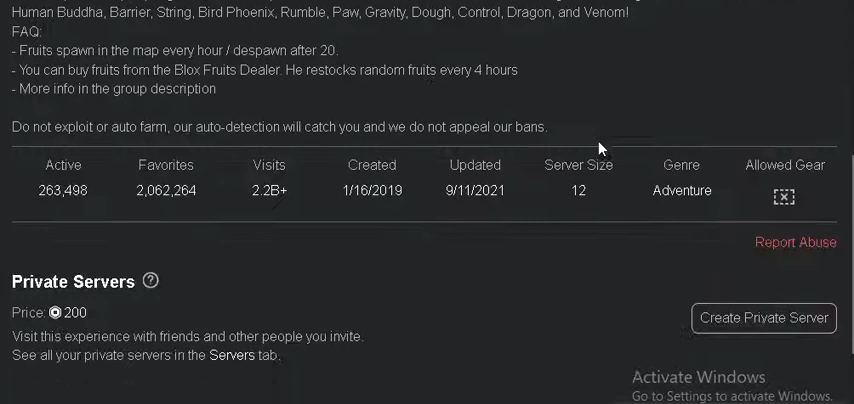 Human Buddha, Barrier, String, Bird Phoenix, Rumble, Paw, Gravity, Dough, Control, Dragon, and Venom!
FAQ:
- Fruits spawn in the map every hour / despawn after 20.
- You can buy fruits from the Blox Fruits Dealer. He restocks random fruits every 4 hours
- More info in the group description
Do not exploit or auto farm, our auto-detection will catch you and we do not appeal our bans.
Active Favorites Visits Created Updated Server Size Genre Allowed Gear
263,498 2,062,264 2.2B+ 1/16/2019 9/11/2021 12 Adventure
Report Abuse
Private Servers
Price: 200
Create Private Server
Visit this experience with friends and other people you invite.
See all your private servers in the Servers tab.
Activate Windows
Go to Settings to activate Windows.